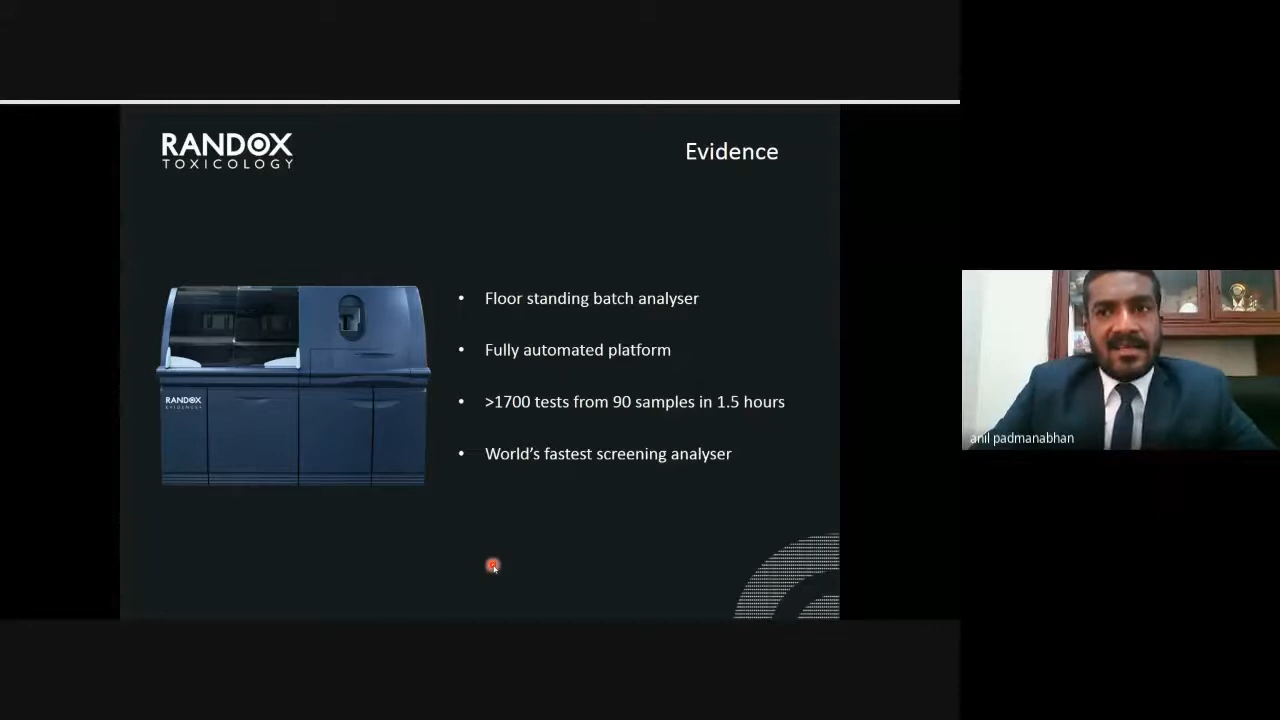 RANDOX
TOXICOLOGY
Evidence
• Floor standing batch analyser
• Fully automated platform
• >1700 tests from 90 samples in 1.5 hours
• World's fastest screening analyser
RANDOX
EVIDENCE+
anil padmanabhan